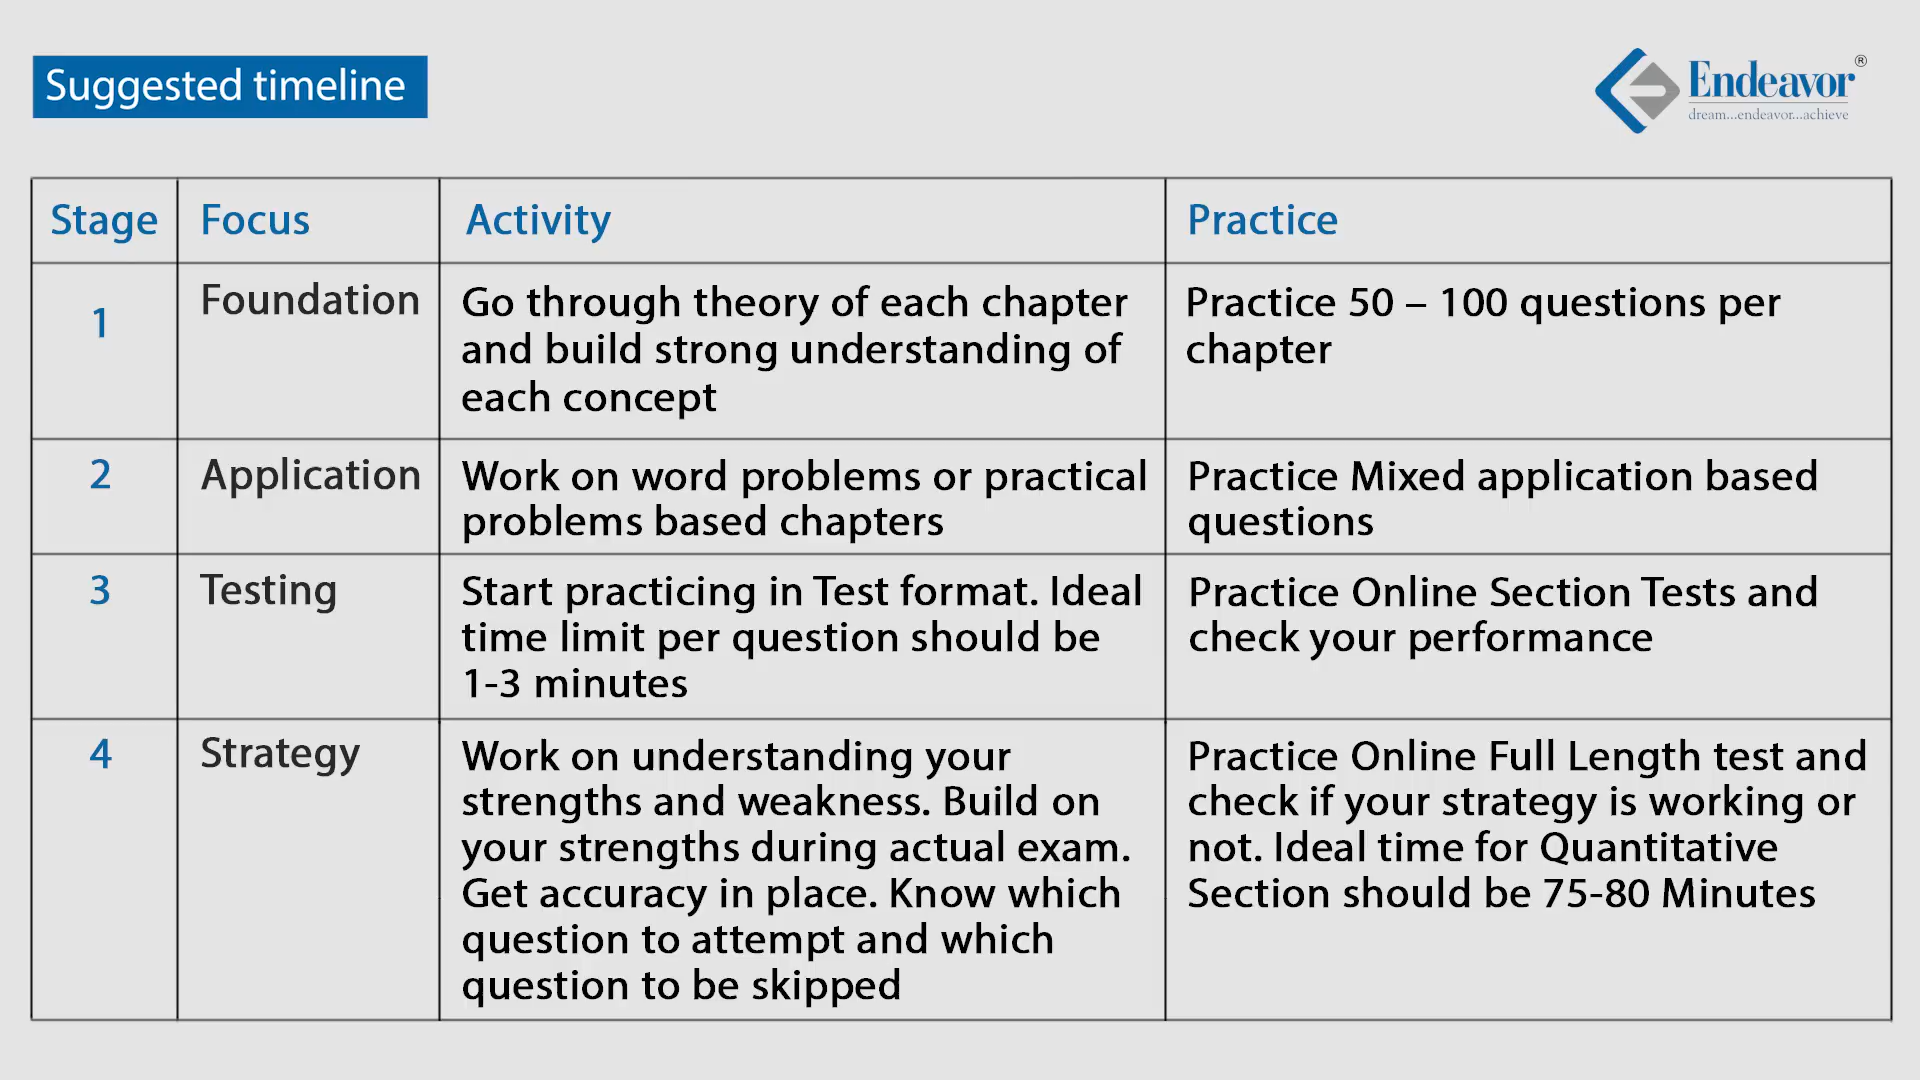 Suggested timeline
Endeavor®
dream...endeavor...achieve
Stage
Focus
Activity
Practice
1
Foundation
Go through theory of each chapter
and build strong understanding of
each concept
Practice 50 – 100 questions per
chapter
2
Application
Work on word problems or practical
problems based chapters
Practice Mixed application based
questions
3
Testing
Start practicing in Test format. Ideal
time limit per question should be
1-3 minutes
Practice Online Section Tests and
check your performance
4
Strategy
Work on understanding your
strengths and weakness. Build on
your strengths during actual exam.
Get accuracy in place. Know which
question to attempt and which
question to be skipped
Practice Online Full Length test and
check if your strategy is working or
not. Ideal time for Quantitative
Section should be 75-80 Minutes